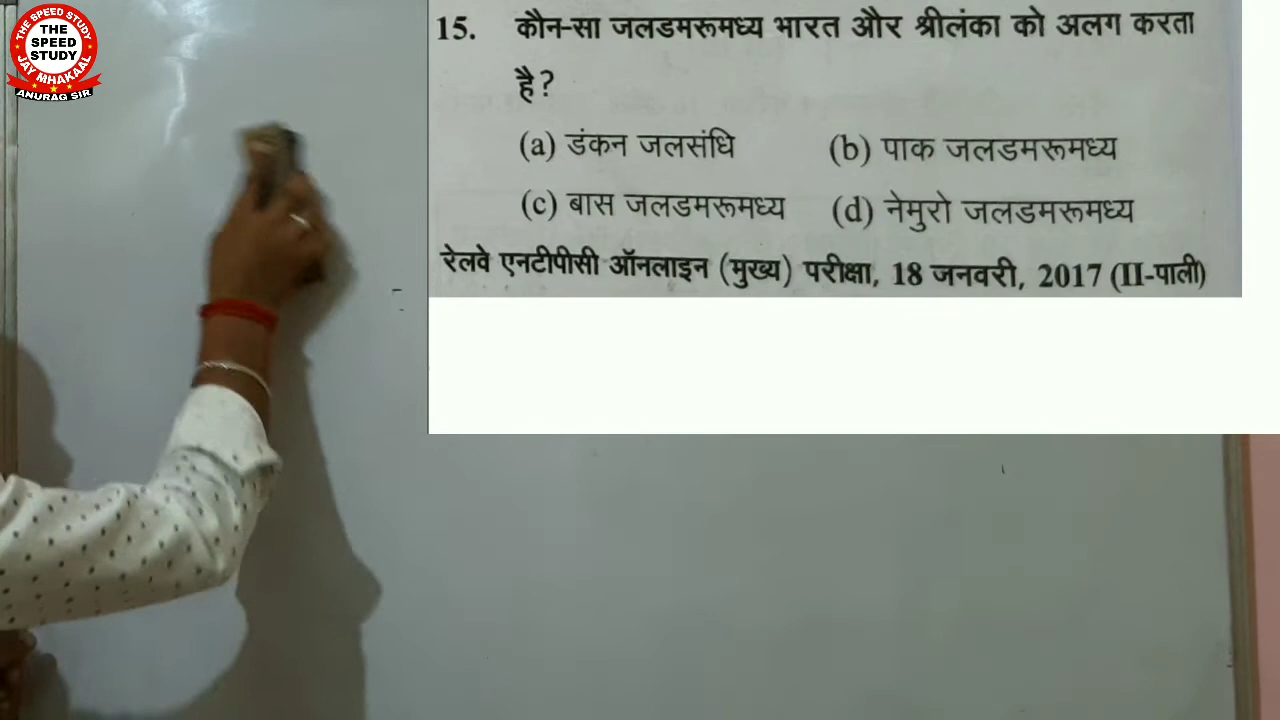 THE SPEED STUDY
THE
SPEED
STUDY
JAY MHAKAAL
ANURAG SIR
15. कौन-सा जलडमरूमध्य भारत और श्रीलंका को अलग करता
है?
(a) डंकन जलसंधि (b) पाक जलडमरूमध्य
(c) बास जलडमरूमध्य (d) नेमुरो जलडमरूमध्य
रेलवे एनटीपीसी ऑनलाइन (मुख्य) परीक्षा, 18 जनवरी, 2017 (II-पाली)